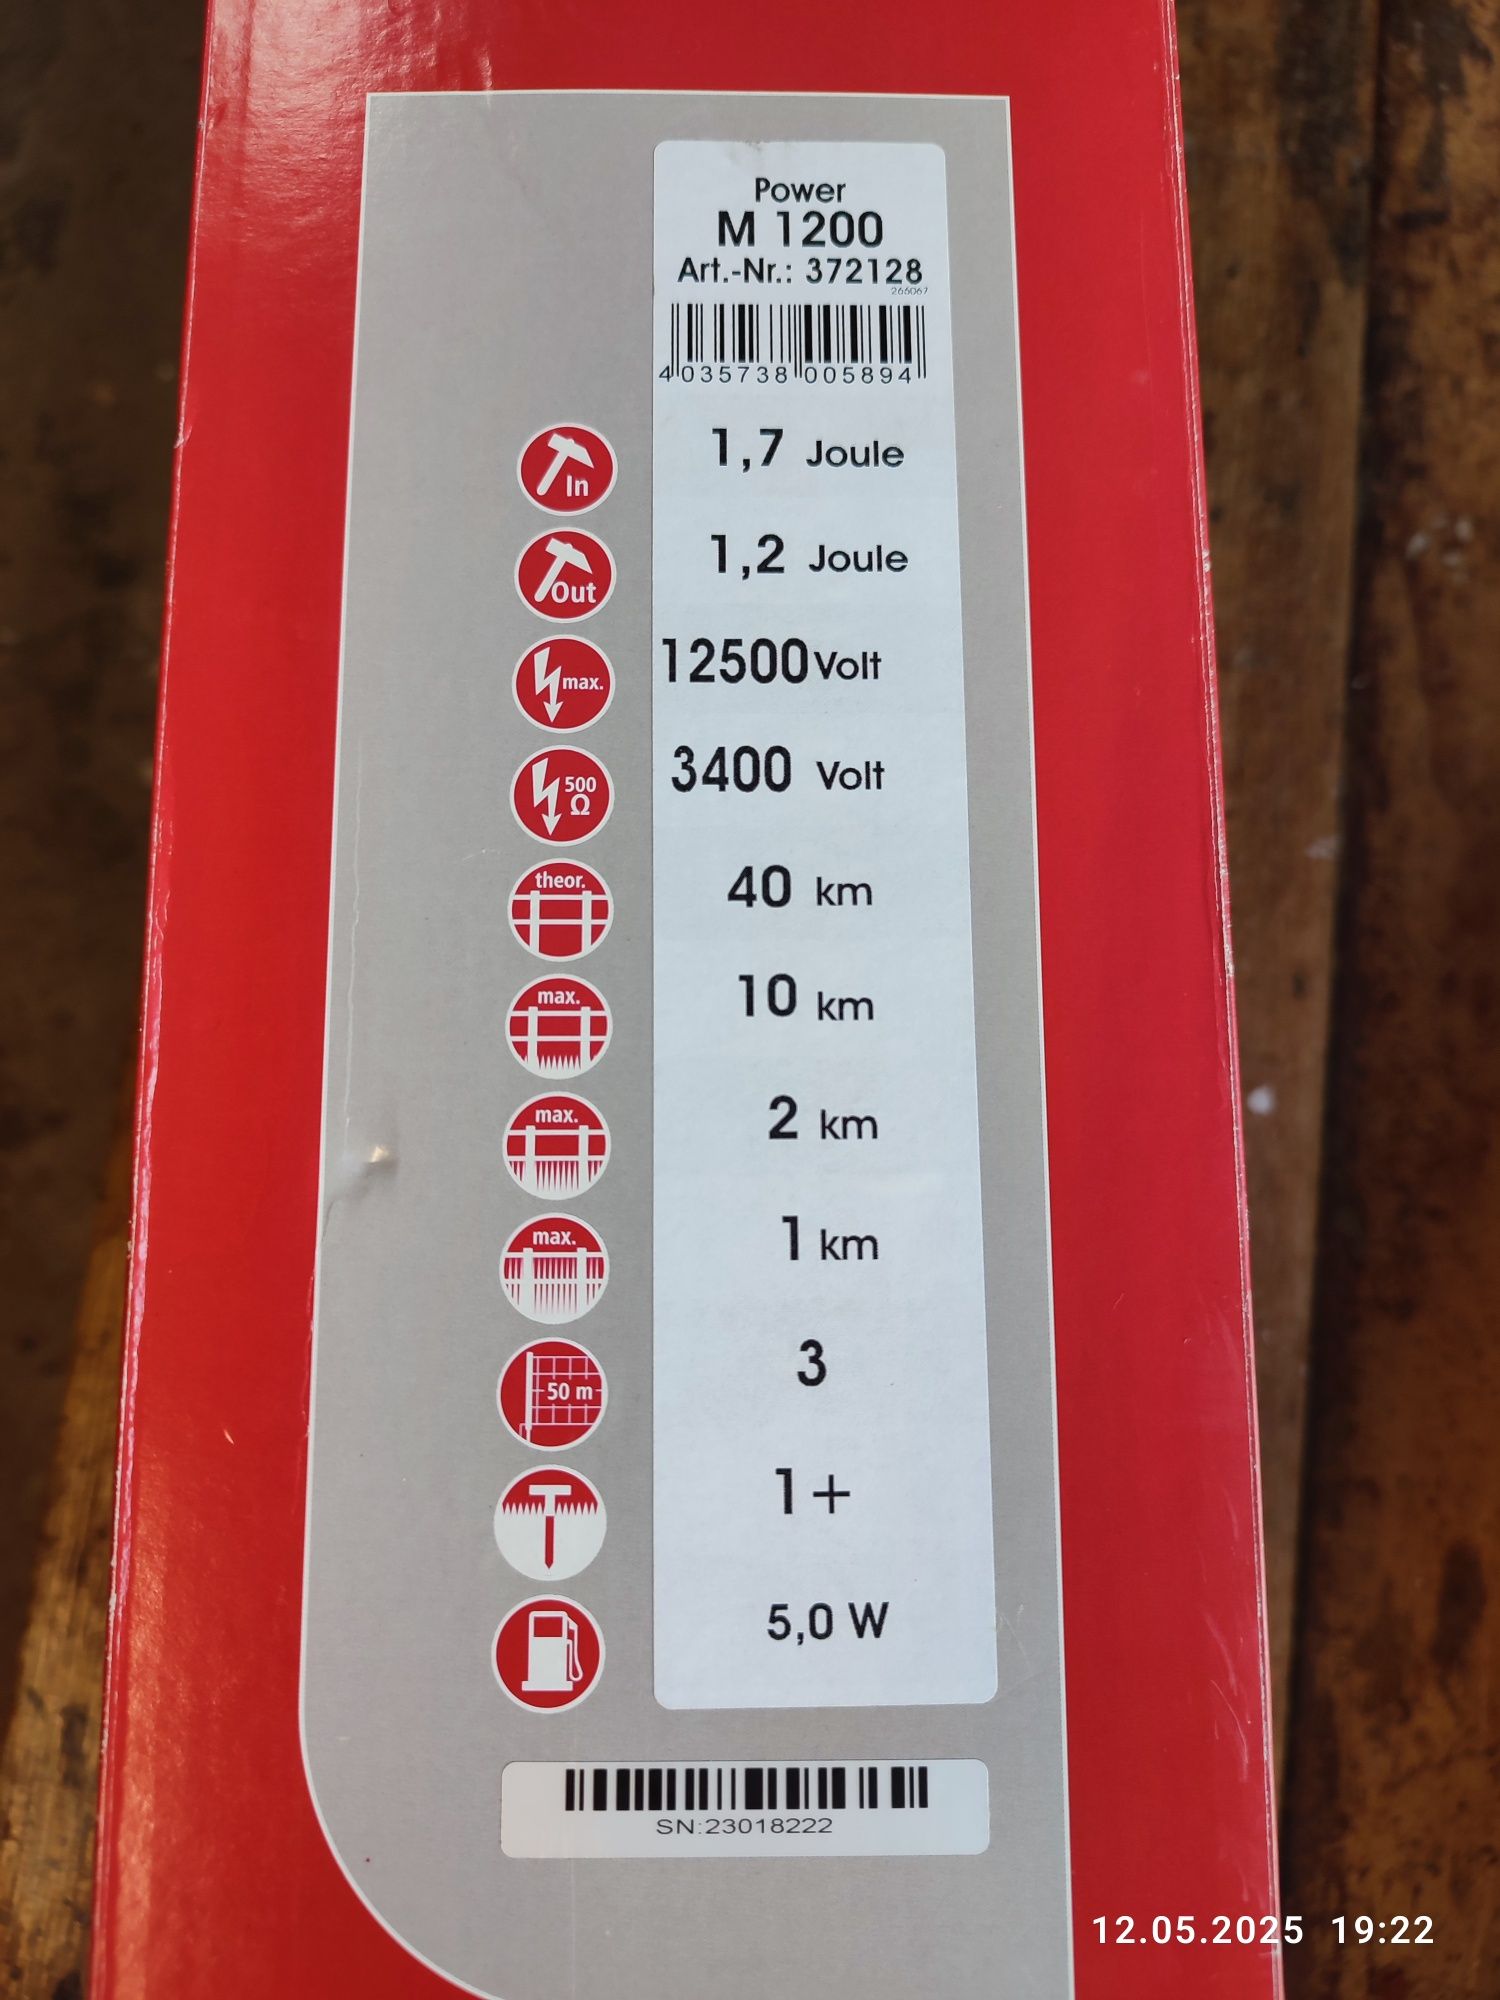 Power
M 1200
Art.-Nr.: 372128
265067
4 035738 005894
In
1,7 Joule
Out
1,2 Joule
max.
12500 Volt
500 Ω
3400 Volt
theor.
40 km
max.
10 km
max.
2 km
max.
1 km
50 m
3
1+
5,0 W
SN:23018222
12.05.2025 19:22